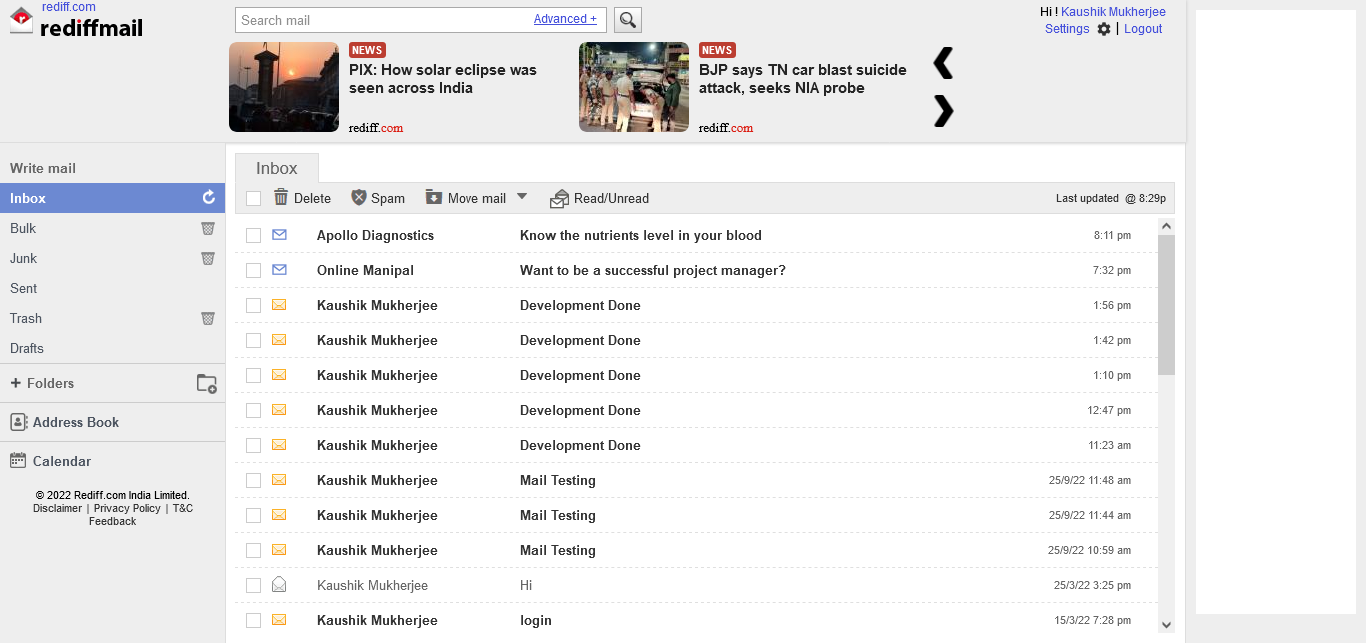 rediff.com
rediffmail
Search mail Advanced +
Hi ! Kaushik Mukherjee
Settings | Logout
NEWS
PIX: How solar eclipse was
seen across India
rediff.com
NEWS
BJP says TN car blast suicide
attack, seeks NIA probe
rediff.com
Write mail
Inbox
Bulk
Junk
Sent
Trash
Drafts
+ Folders
Address Book
Calendar
© 2022 Rediff.com India Limited.
Disclaimer | Privacy Policy | T&C
Feedback
Inbox
Delete Spam Move mail Read/Unread Last updated @ 8:29p
Apollo Diagnostics Know the nutrients level in your blood 8:11 pm
Online Manipal Want to be a successful project manager? 7:32 pm
Kaushik Mukherjee Development Done 1:56 pm
Kaushik Mukherjee Development Done 1:42 pm
Kaushik Mukherjee Development Done 1:10 pm
Kaushik Mukherjee Development Done 12:47 pm
Kaushik Mukherjee Development Done 11:23 am
Kaushik Mukherjee Mail Testing 25/9/22 11:48 am
Kaushik Mukherjee Mail Testing 25/9/22 11:44 am
Kaushik Mukherjee Mail Testing 25/9/22 10:59 am
Kaushik Mukherjee Hi 25/3/22 3:25 pm
Kaushik Mukherjee login 15/3/22 7:28 pm